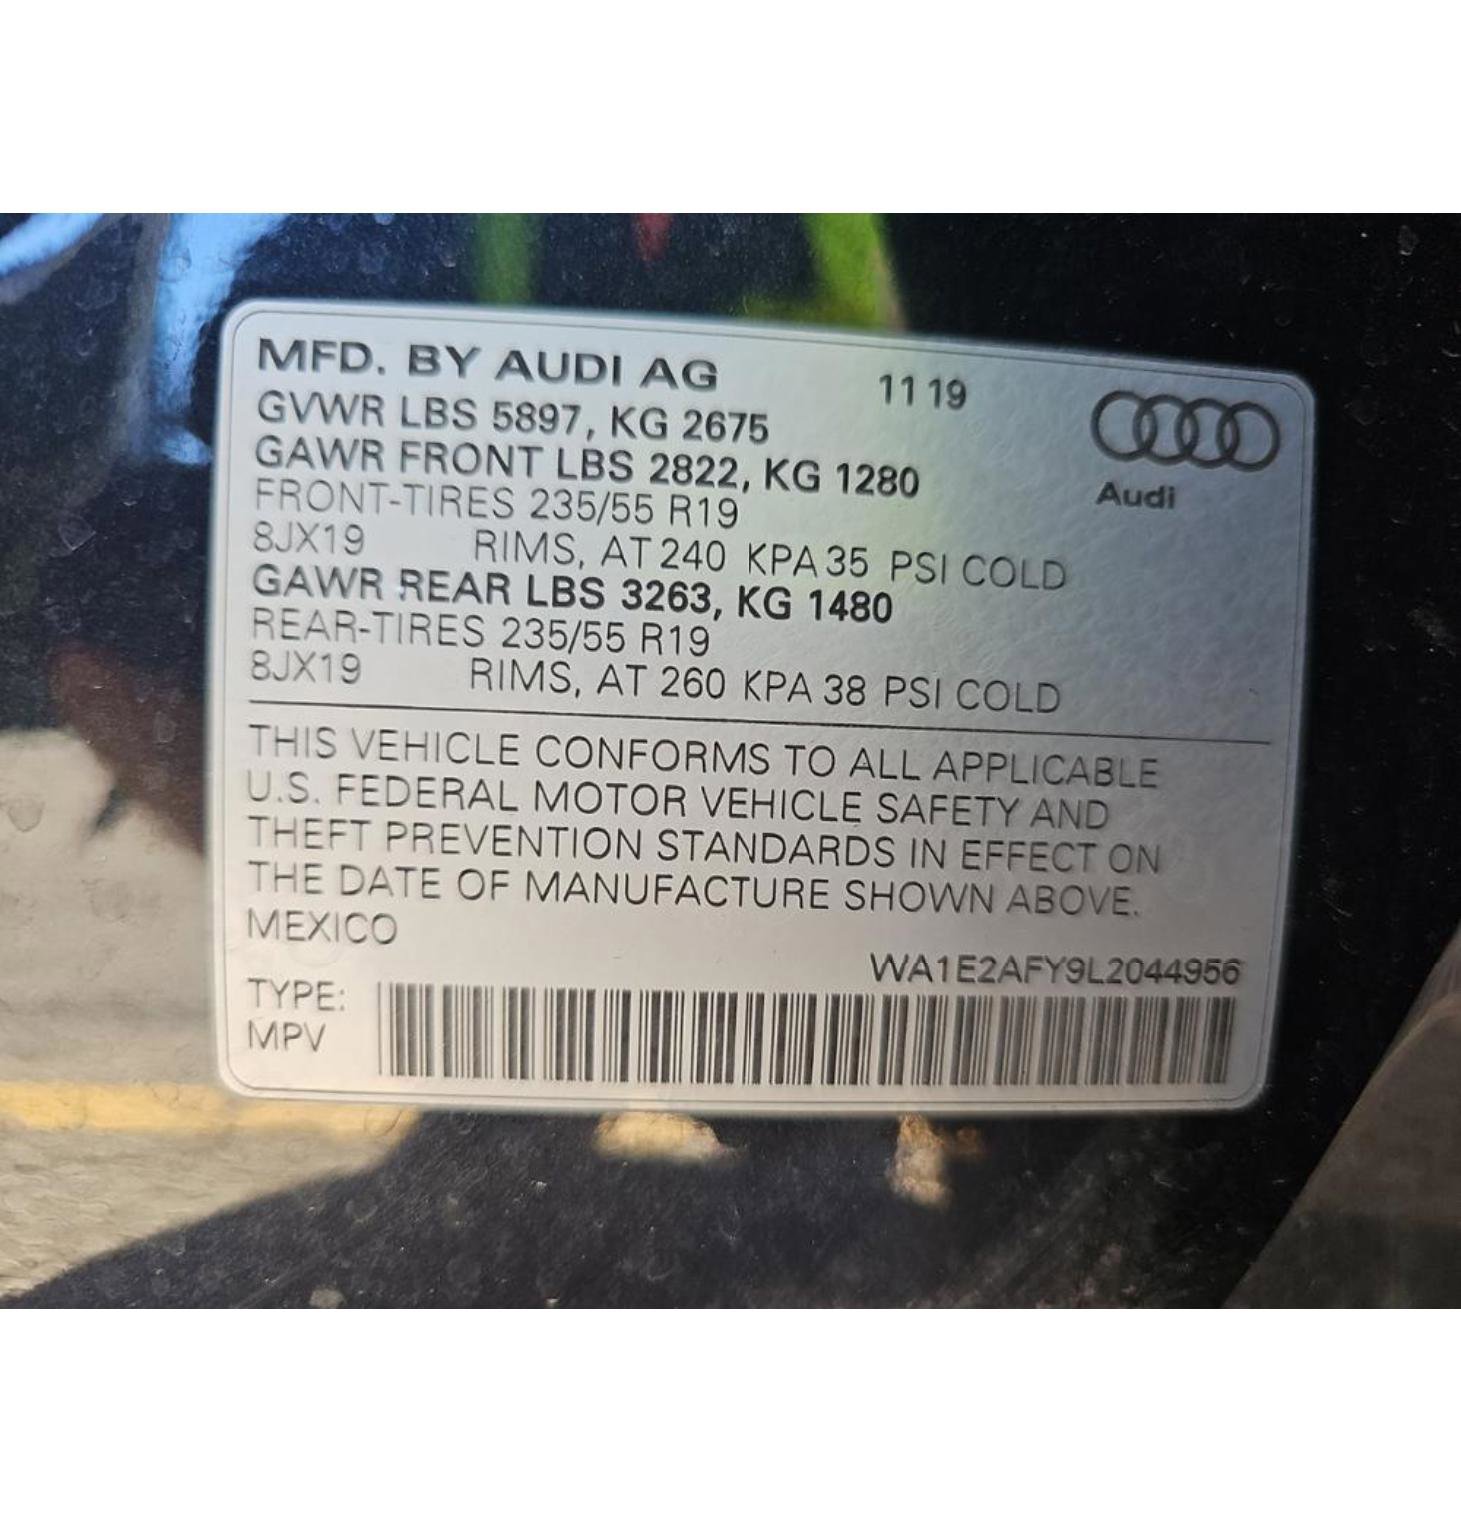 MFD. BY AUDI AG 11 19
GVWR LBS 5897, KG 2675
GAWR FRONT LBS 2822, KG 1280
FRONT-TIRES 235/55 R19
8JX19 RIMS, AT 240 KPA 35 PSI COLD
GAWR REAR LBS 3263, KG 1480
REAR-TIRES 235/55 R19
8JX19 RIMS, AT 260 KPA 38 PSI COLD
Audi
THIS VEHICLE CONFORMS TO ALL APPLICABLE
U.S. FEDERAL MOTOR VEHICLE SAFETY AND
THEFT PREVENTION STANDARDS IN EFFECT ON
THE DATE OF MANUFACTURE SHOWN ABOVE.
MEXICO
WA1E2AFY9L2044956
TYPE:
MPV